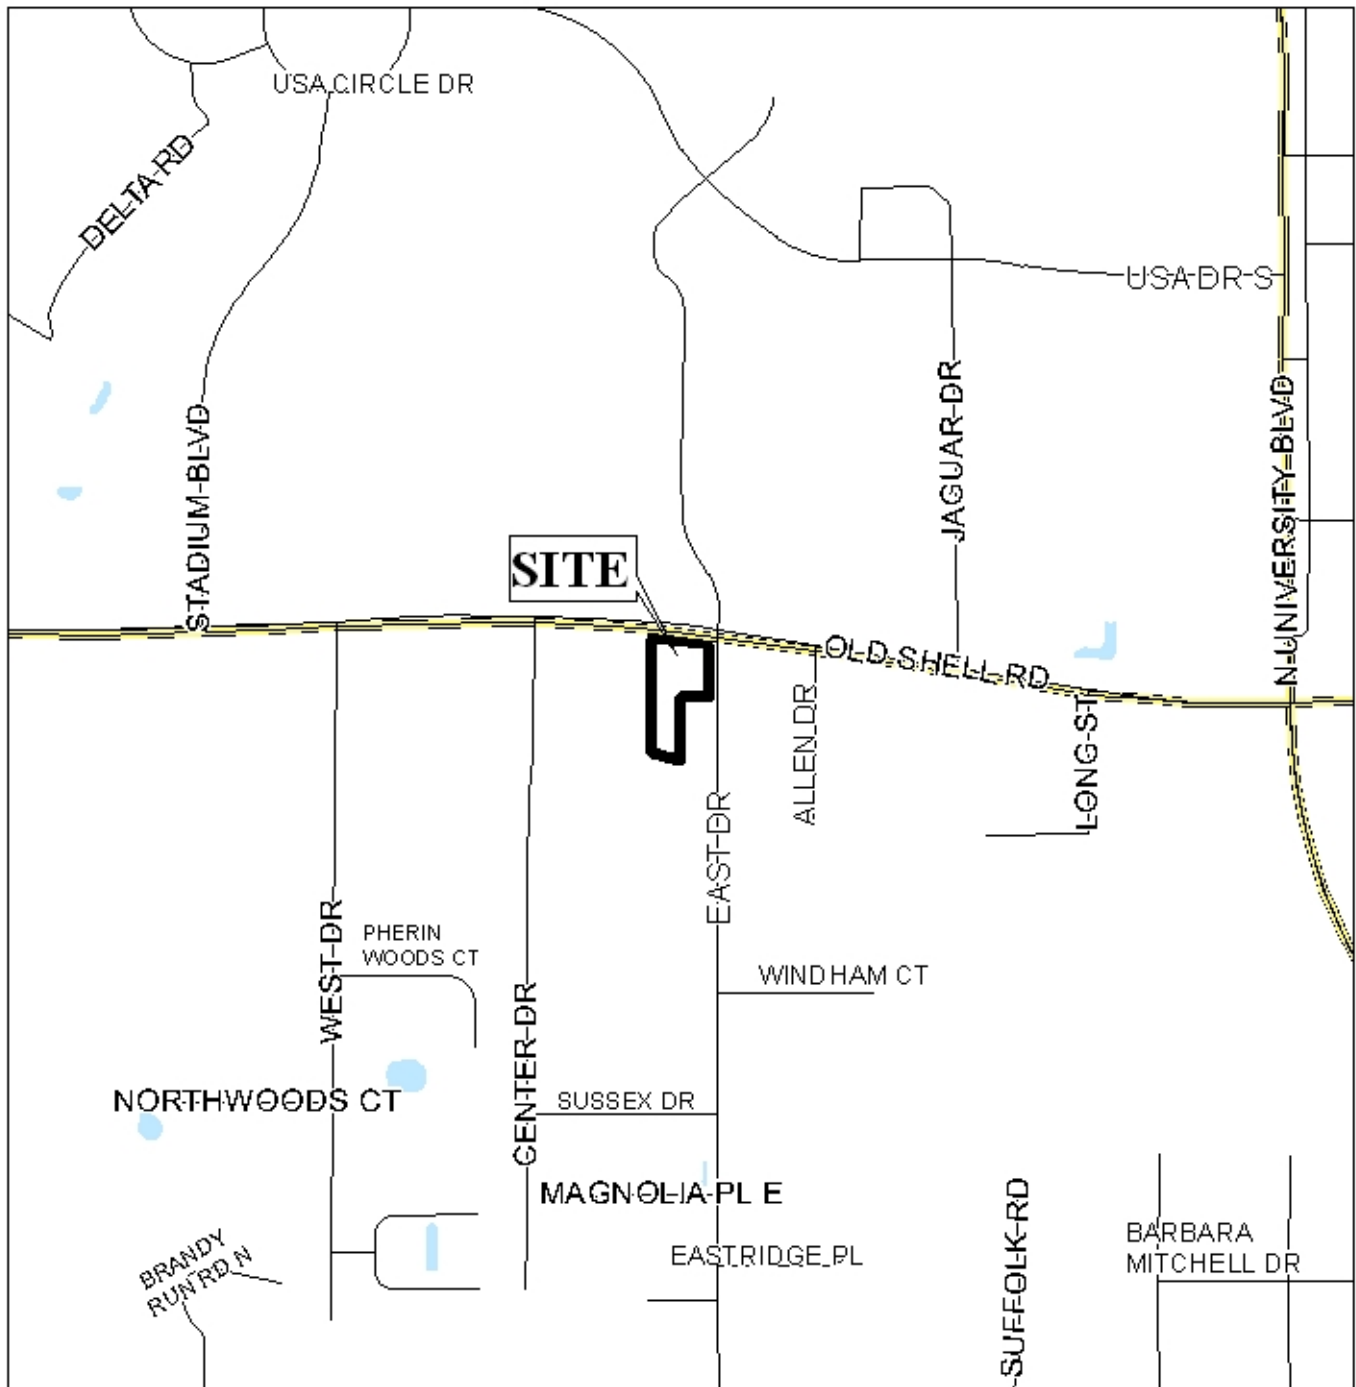 USA CIRCLE DR
DELTA RD
USA DR S
STADIUM BLVD
JAGUAR DR
N UNIVERSITY BLVD
SITE
OLD SHELL RD
ALLEN DR
LONG ST
EAST DR
WEST DR
PHERIN
WOODS CT
WINDHAM CT
CENTER DR
NORTHWOODS CT
SUSSEX DR
MAGNOLIA PL E
SUFFOLK RD
BRANDY
RUN RD N
EASTRIDGE PL
BARBARA
MITCHELL DR